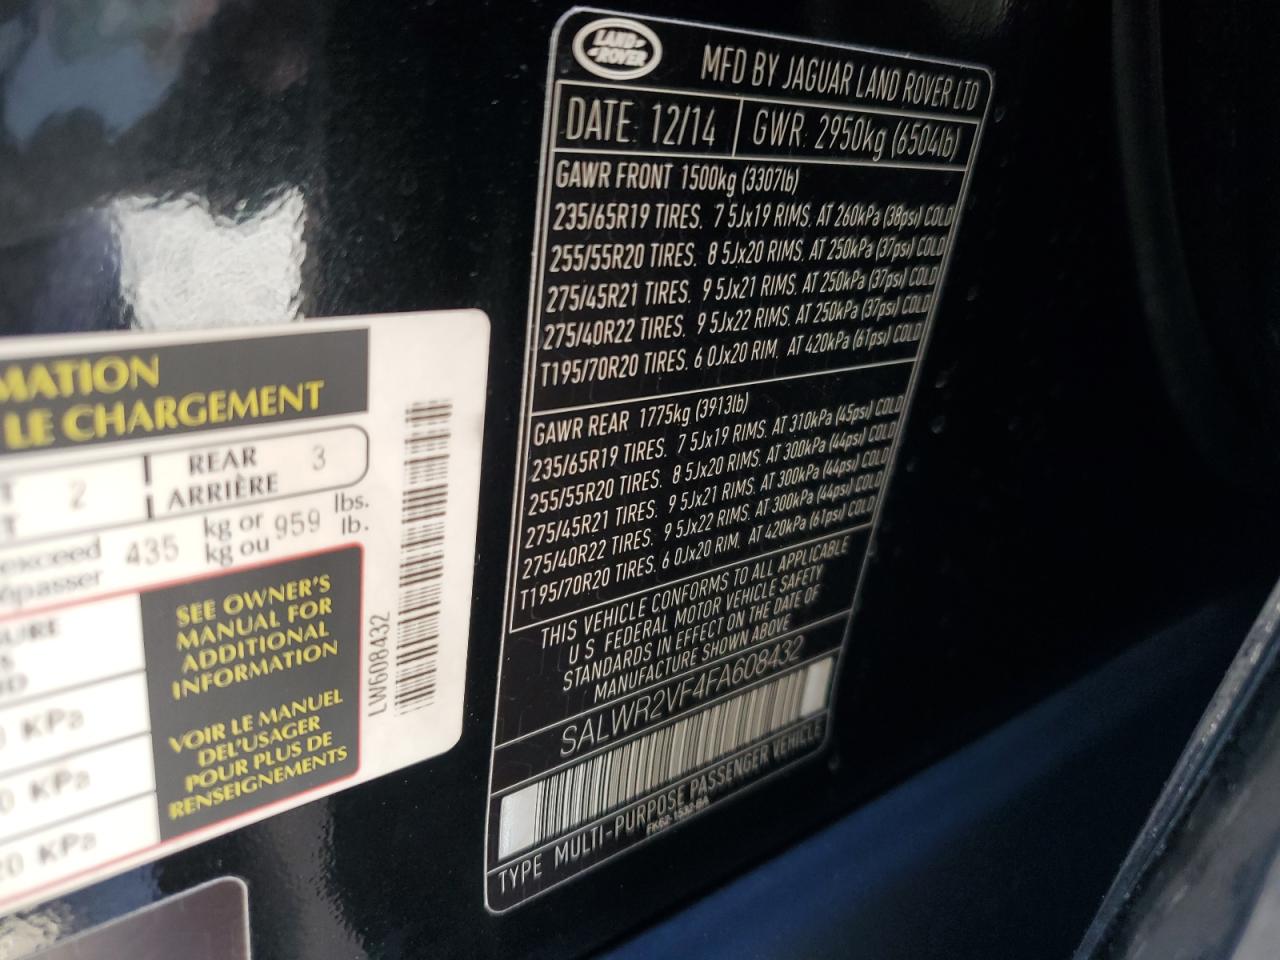 LAND ROVER
MFD BY JAGUAR LAND ROVER LTD
DATE: 12/14 GWR: 2950kg (6504lb)
GAWR FRONT 1500kg (3307lb)
235/65R19 TIRES. 7 5Jx19 RIMS. AT 260kPa (38psi) COLD
255/55R20 TIRES. 8 5Jx20 RIMS. AT 250kPa (37psi) COLD
275/45R21 TIRES. 9 5Jx21 RIMS. AT 250kPa (37psi) COLD
275/40R22 TIRES. 9 5Jx22 RIMS. AT 250kPa (37psi) COLD
T195/70R20 TIRES. 6 0Jx20 RIM. AT 420kPa (61psi) COLD
GAWR REAR 1775kg (3913lb)
235/65R19 TIRES. 7 5Jx19 RIMS. AT 310kPa (45psi) COLD
255/55R20 TIRES. 8 5Jx20 RIMS. AT 300kPa (44psi) COLD
275/45R21 TIRES. 9 5Jx21 RIMS. AT 300kPa (44psi) COLD
275/40R22 TIRES. 9 5Jx22 RIMS. AT 300kPa (44psi) COLD
T195/70R20 TIRES. 6 0Jx20 RIM. AT 420kPa (61psi) COLD
THIS VEHICLE CONFORMS TO ALL APPLICABLE
U S FEDERAL MOTOR VEHICLE SAFETY
STANDARDS IN EFFECT ON THE DATE OF
MANUFACTURE SHOWN ABOVE
SALWR2VF4FA608432
TYPE MULTI-PURPOSE PASSENGER VEHICLE
FK62-1532-BA
MATION
LE CHARGEMENT
T 2 REAR 3
T ARRIÈRE
exceed 435 kg or 959 lbs.
passer kg ou lb.
SEE OWNER'S
MANUAL FOR
ADDITIONAL
INFORMATION
VOIR LE MANUEL
DEL'USAGER
POUR PLUS DE
RENSEIGNEMENTS
URE
KPa
0 KPa
20 KPa
LW608432